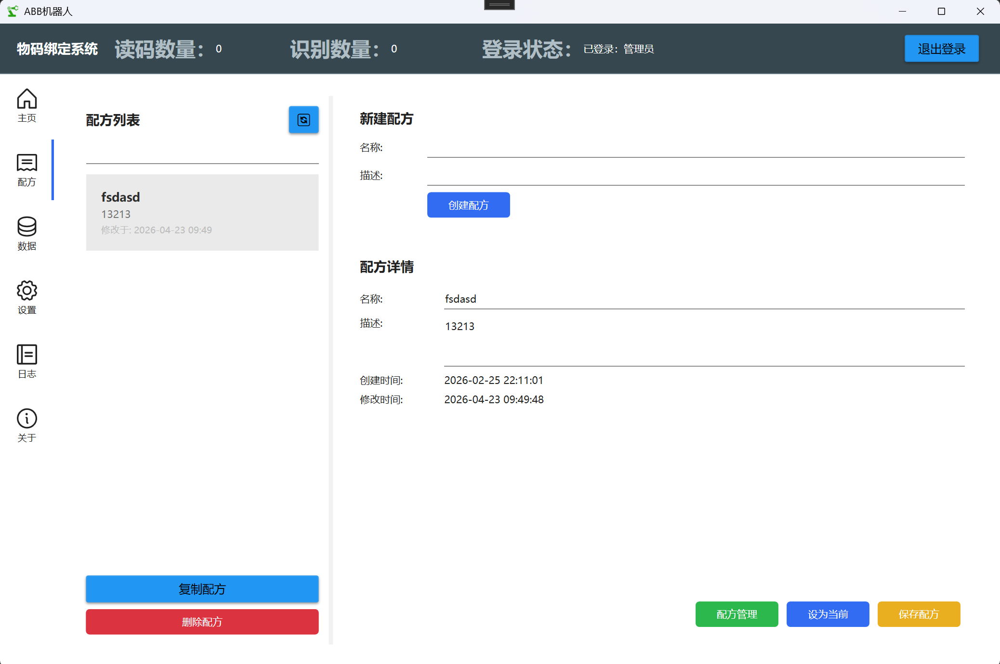 ABB机器人
物码绑定系统 读码数量： 0 识别数量： 0 登录状态： 已登录：管理员 退出登录
主页
配方
数据
设置
日志
关于
配方列表
fsdasd
13213
修改于: 2026-04-23 09:49
复制配方
删除配方
新建配方
名称:
描述:
创建配方
配方详情
名称: fsdasd
描述: 13213
创建时间: 2026-02-25 22:11:01
修改时间: 2026-04-23 09:49:48
配方管理 设为当前 保存配方